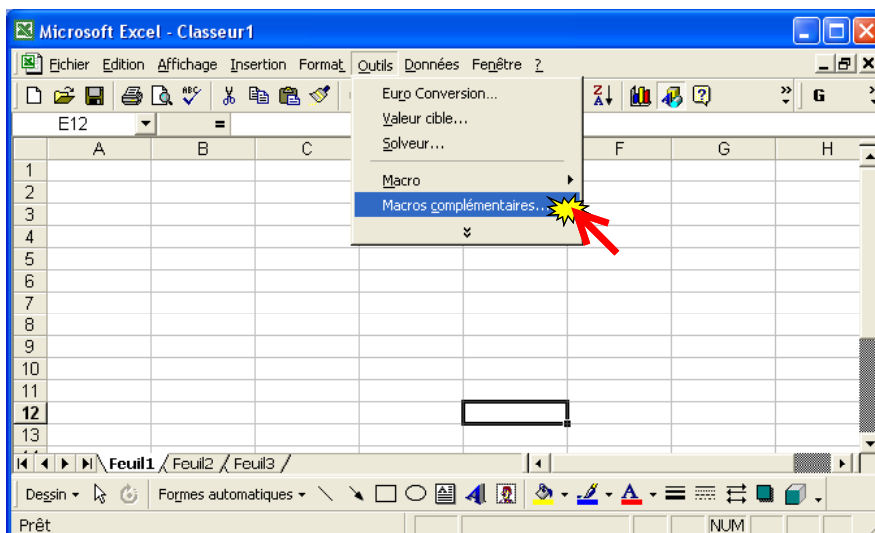 Microsoft Excel - Classeur1
Fichier Edition Affichage Insertion Format Outils Données Fenêtre ?
G
E12 =
Euro Conversion...
Valeur cible...
Solveur...
Macro
Macros complémentaires...
A B C F G H
1
2
3
4
5
6
7
8
9
10
11
12
13
Feuil1 Feuil2 Feuil3
Dessin Formes automatiques
Prêt NUM